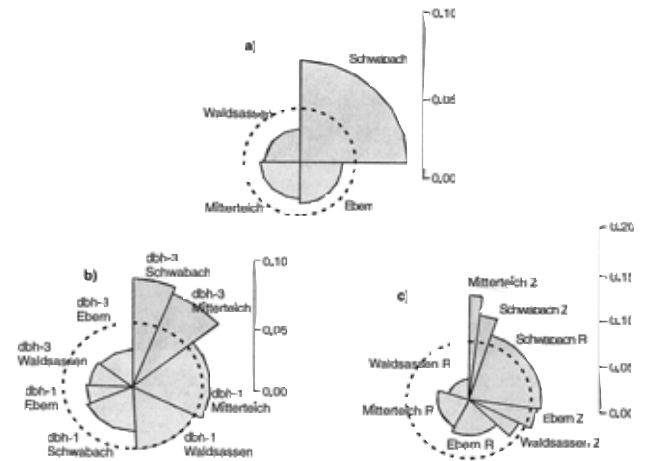 a)
0.10
Schwabach
0.05
Waldsassen
0.00
Mitterteich
Ebern
b)
dbh-3
Schwabach
0.10
dbh-3
Mitterteich
dbh-3
Ebern
0.05
dbh-3
Waldsassen
dbh-1
Ebern
0.00
dbh-1
Mitterteich
dbh-1
Schwabach
dbh-1
Waldsassen
c)
0.20
Mitterteich 2
0.15
Schwabach 2
0.10
Schwabach R
Waldsassen R
0.05
Mitterteich R
0.00
Ebern 2
Ebern R
Waldsassen 2